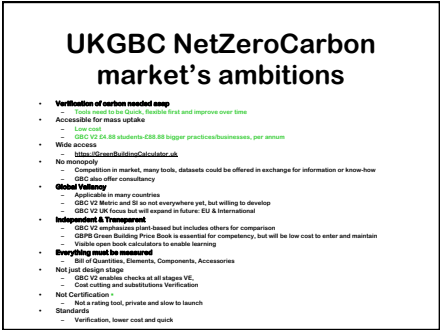 UKGBC NetZeroCarbon
market's ambitions
• Verification of carbon needed asap
– Tools need to be Quick, flexible first and improve over time
• Accessible for mass uptake
– Low cost
– GBC V2 £4.88 students-£88.88 bigger practices/businesses, per annum
• Wide access
– https://GreenBuildingCalculator.uk
• No monopoly
– Competition in market, many tools, datasets could be offered in exchange for information or know-how
– GBC also offer consultancy
• Global Valiancy
– Applicable in many countries
– GBC V2 Metric and SI so not everywhere yet, but willing to develop
– GBC V2 UK focus but will expand in future: EU & International
• Independent & Transparent
– GBC V2 emphasizes plant-based but includes others for comparison
– GBPB Green Building Price Book is essential for competency, but will be low cost to enter and maintain
– Visible open book calculators to enable learning
• Everything must be measured
– Bill of Quantities, Elements, Components, Accessories
• Not just design stage
– GBC V2 enables checks at all stages VE,
– Cost cutting and substitutions Verification
• Not Certification
– Not a rating tool, private and slow to launch
• Standards
– Verification, lower cost and quick